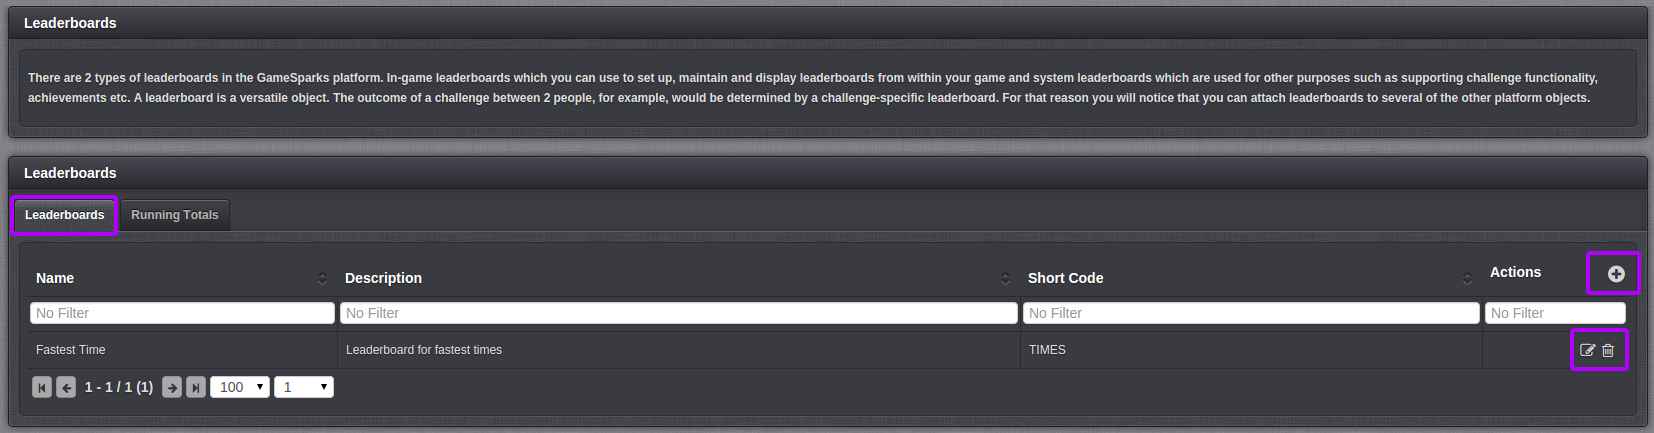 Leaderboards
There are 2 types of leaderboards in the GameSparks platform. In-game leaderboards which you can use to set up, maintain and display leaderboards from within your game and system leaderboards which are used for other purposes such as supporting challenge functionality,
achievements etc. A leaderboard is a versatile object. The outcome of a challenge between 2 people, for example, would be determined by a challenge-specific leaderboard. For that reason you will notice that you can attach leaderboards to several of the other platform objects.
Leaderboards
Leaderboards Running Totals
Name Description Short Code Actions
No Filter No Filter No Filter No Filter
Fastest Time Leaderboard for fastest times TIMES
1 - 1 / 1 (1) 100 1